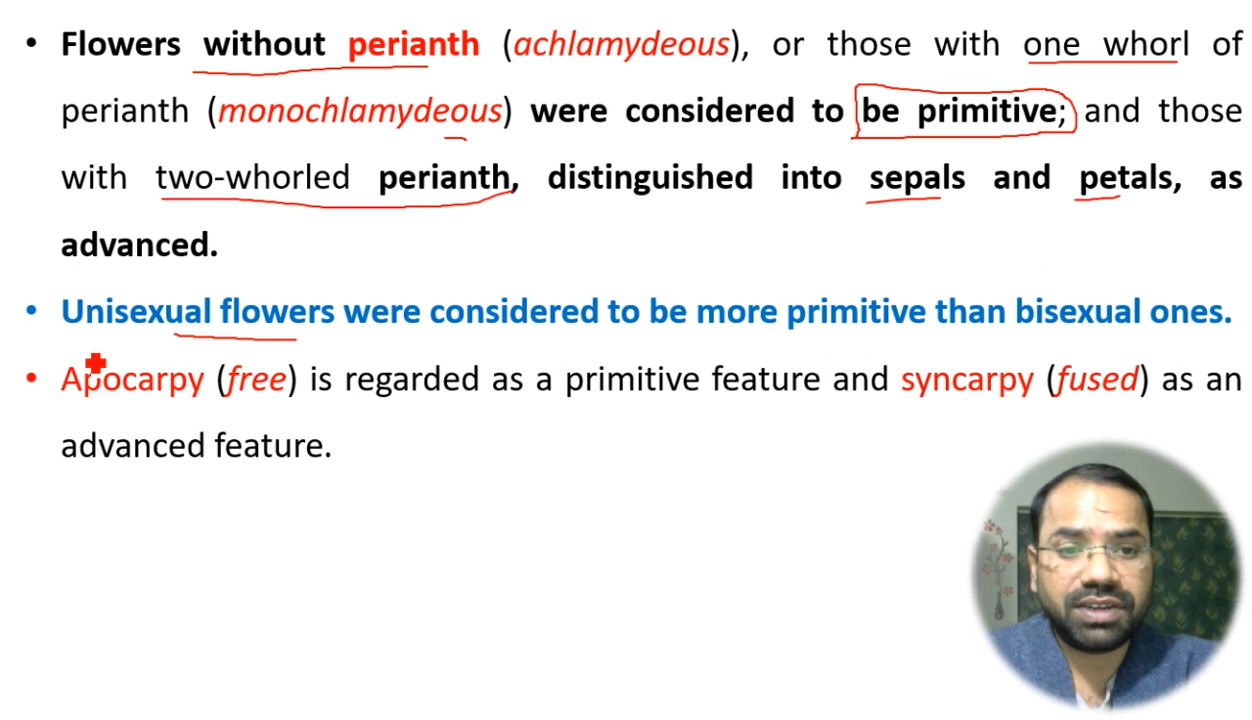 • Flowers without perianth (achlamydeous), or those with one whorl of
perianth (monochlamydeous) were considered to be primitive; and those
with two-whorled perianth, distinguished into sepals and petals, as
advanced.
• Unisexual flowers were considered to be more primitive than bisexual ones.
• Apocarpy (free) is regarded as a primitive feature and syncarpy (fused) as an
advanced feature.